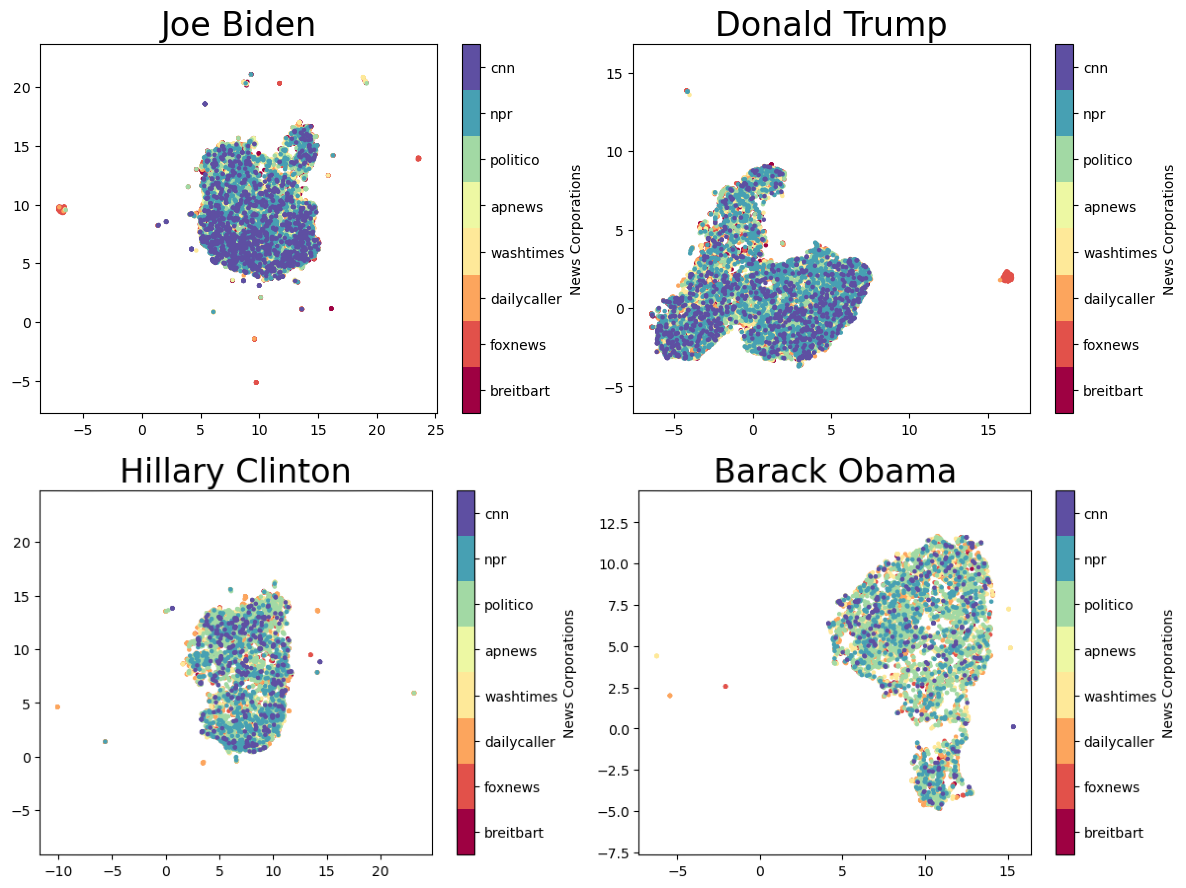 Joe Biden
20
15
10
5
0
−5
−5
0
5
10
15
20
25
cnn
npr
politico
apnews
washtimes
dailycaller
foxnews
breitbart
News Corporations
Donald Trump
15
10
5
0
−5
−5
0
5
10
15
cnn
npr
politico
apnews
washtimes
dailycaller
foxnews
breitbart
News Corporations
Hillary Clinton
20
15
10
5
0
−5
−10
−5
0
5
10
15
20
cnn
npr
politico
apnews
washtimes
dailycaller
foxnews
breitbart
News Corporations
Barack Obama
12.5
10.0
7.5
5.0
2.5
0.0
−2.5
−5.0
−7.5
−5
0
5
10
15
cnn
npr
politico
apnews
washtimes
dailycaller
foxnews
breitbart
News Corporations